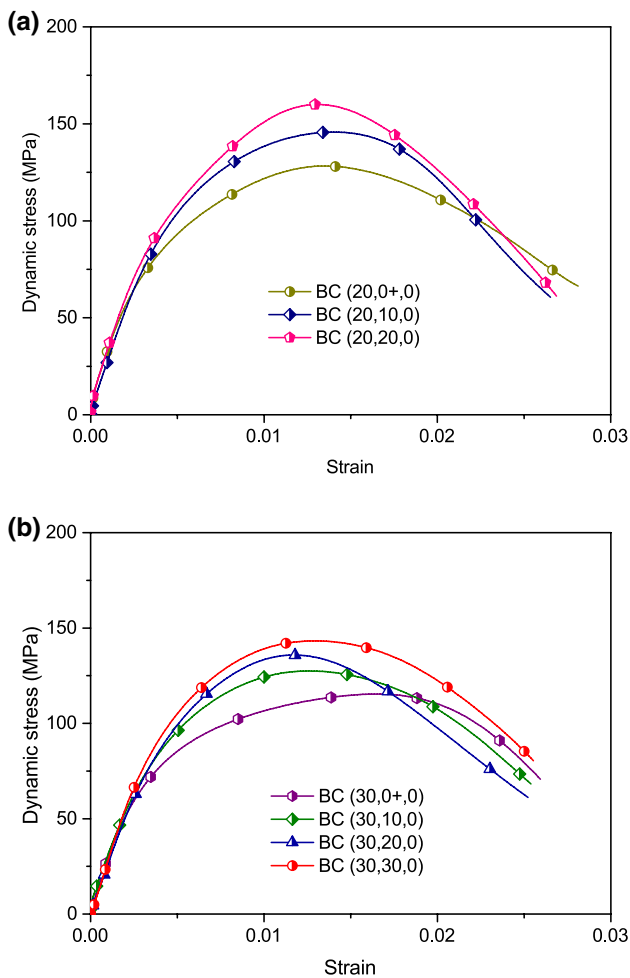 (a)
200
150
100
50
0
Dynamic stress (MPa)
BC (20,0+,0)
BC (20,10,0)
BC (20,20,0)
0.00
0.01
0.02
0.03
Strain
(b)
200
150
100
50
0
Dynamic stress (MPa)
BC (30,0+,0)
BC (30,10,0)
BC (30,20,0)
BC (30,30,0)
0.00
0.01
0.02
0.03
Strain